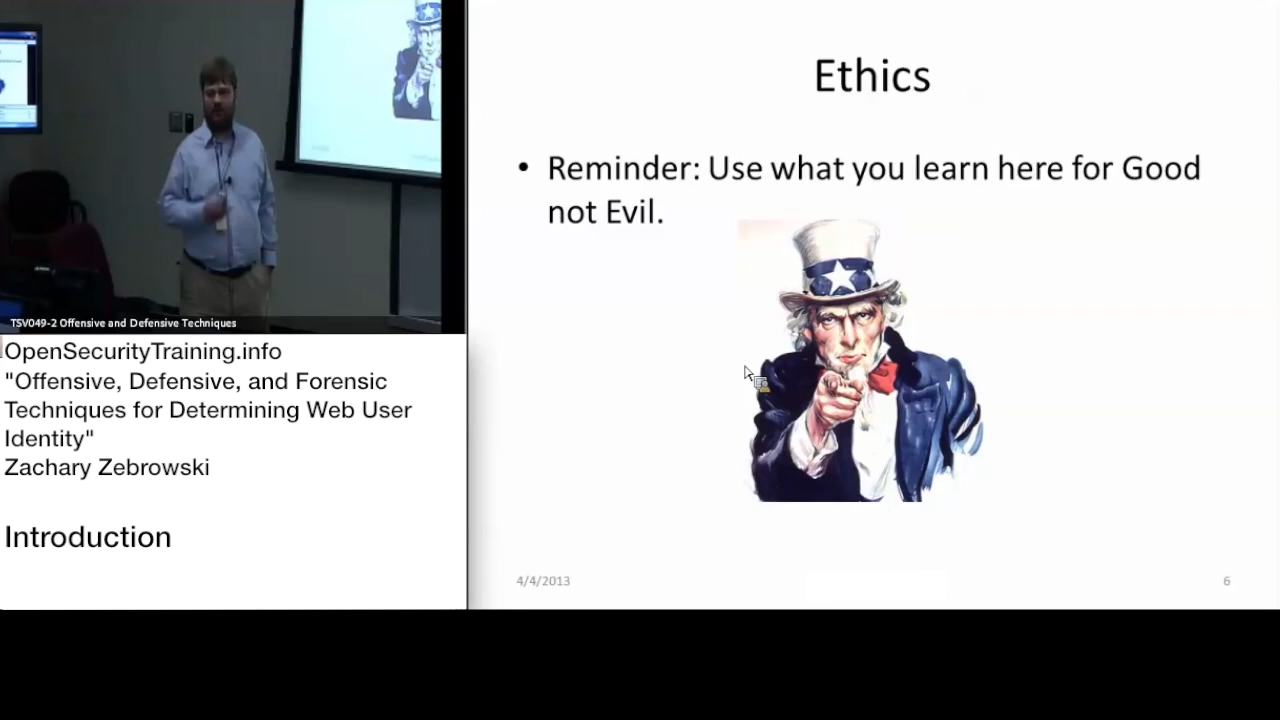 TSV049-2 Offensive and Defensive Techniques
OpenSecurityTraining.info
"Offensive, Defensive, and Forensic
Techniques for Determining Web User
Identity"
Zachary Zebrowski
Introduction
Ethics
• Reminder: Use what you learn here for Good
not Evil.
4/4/2013
6